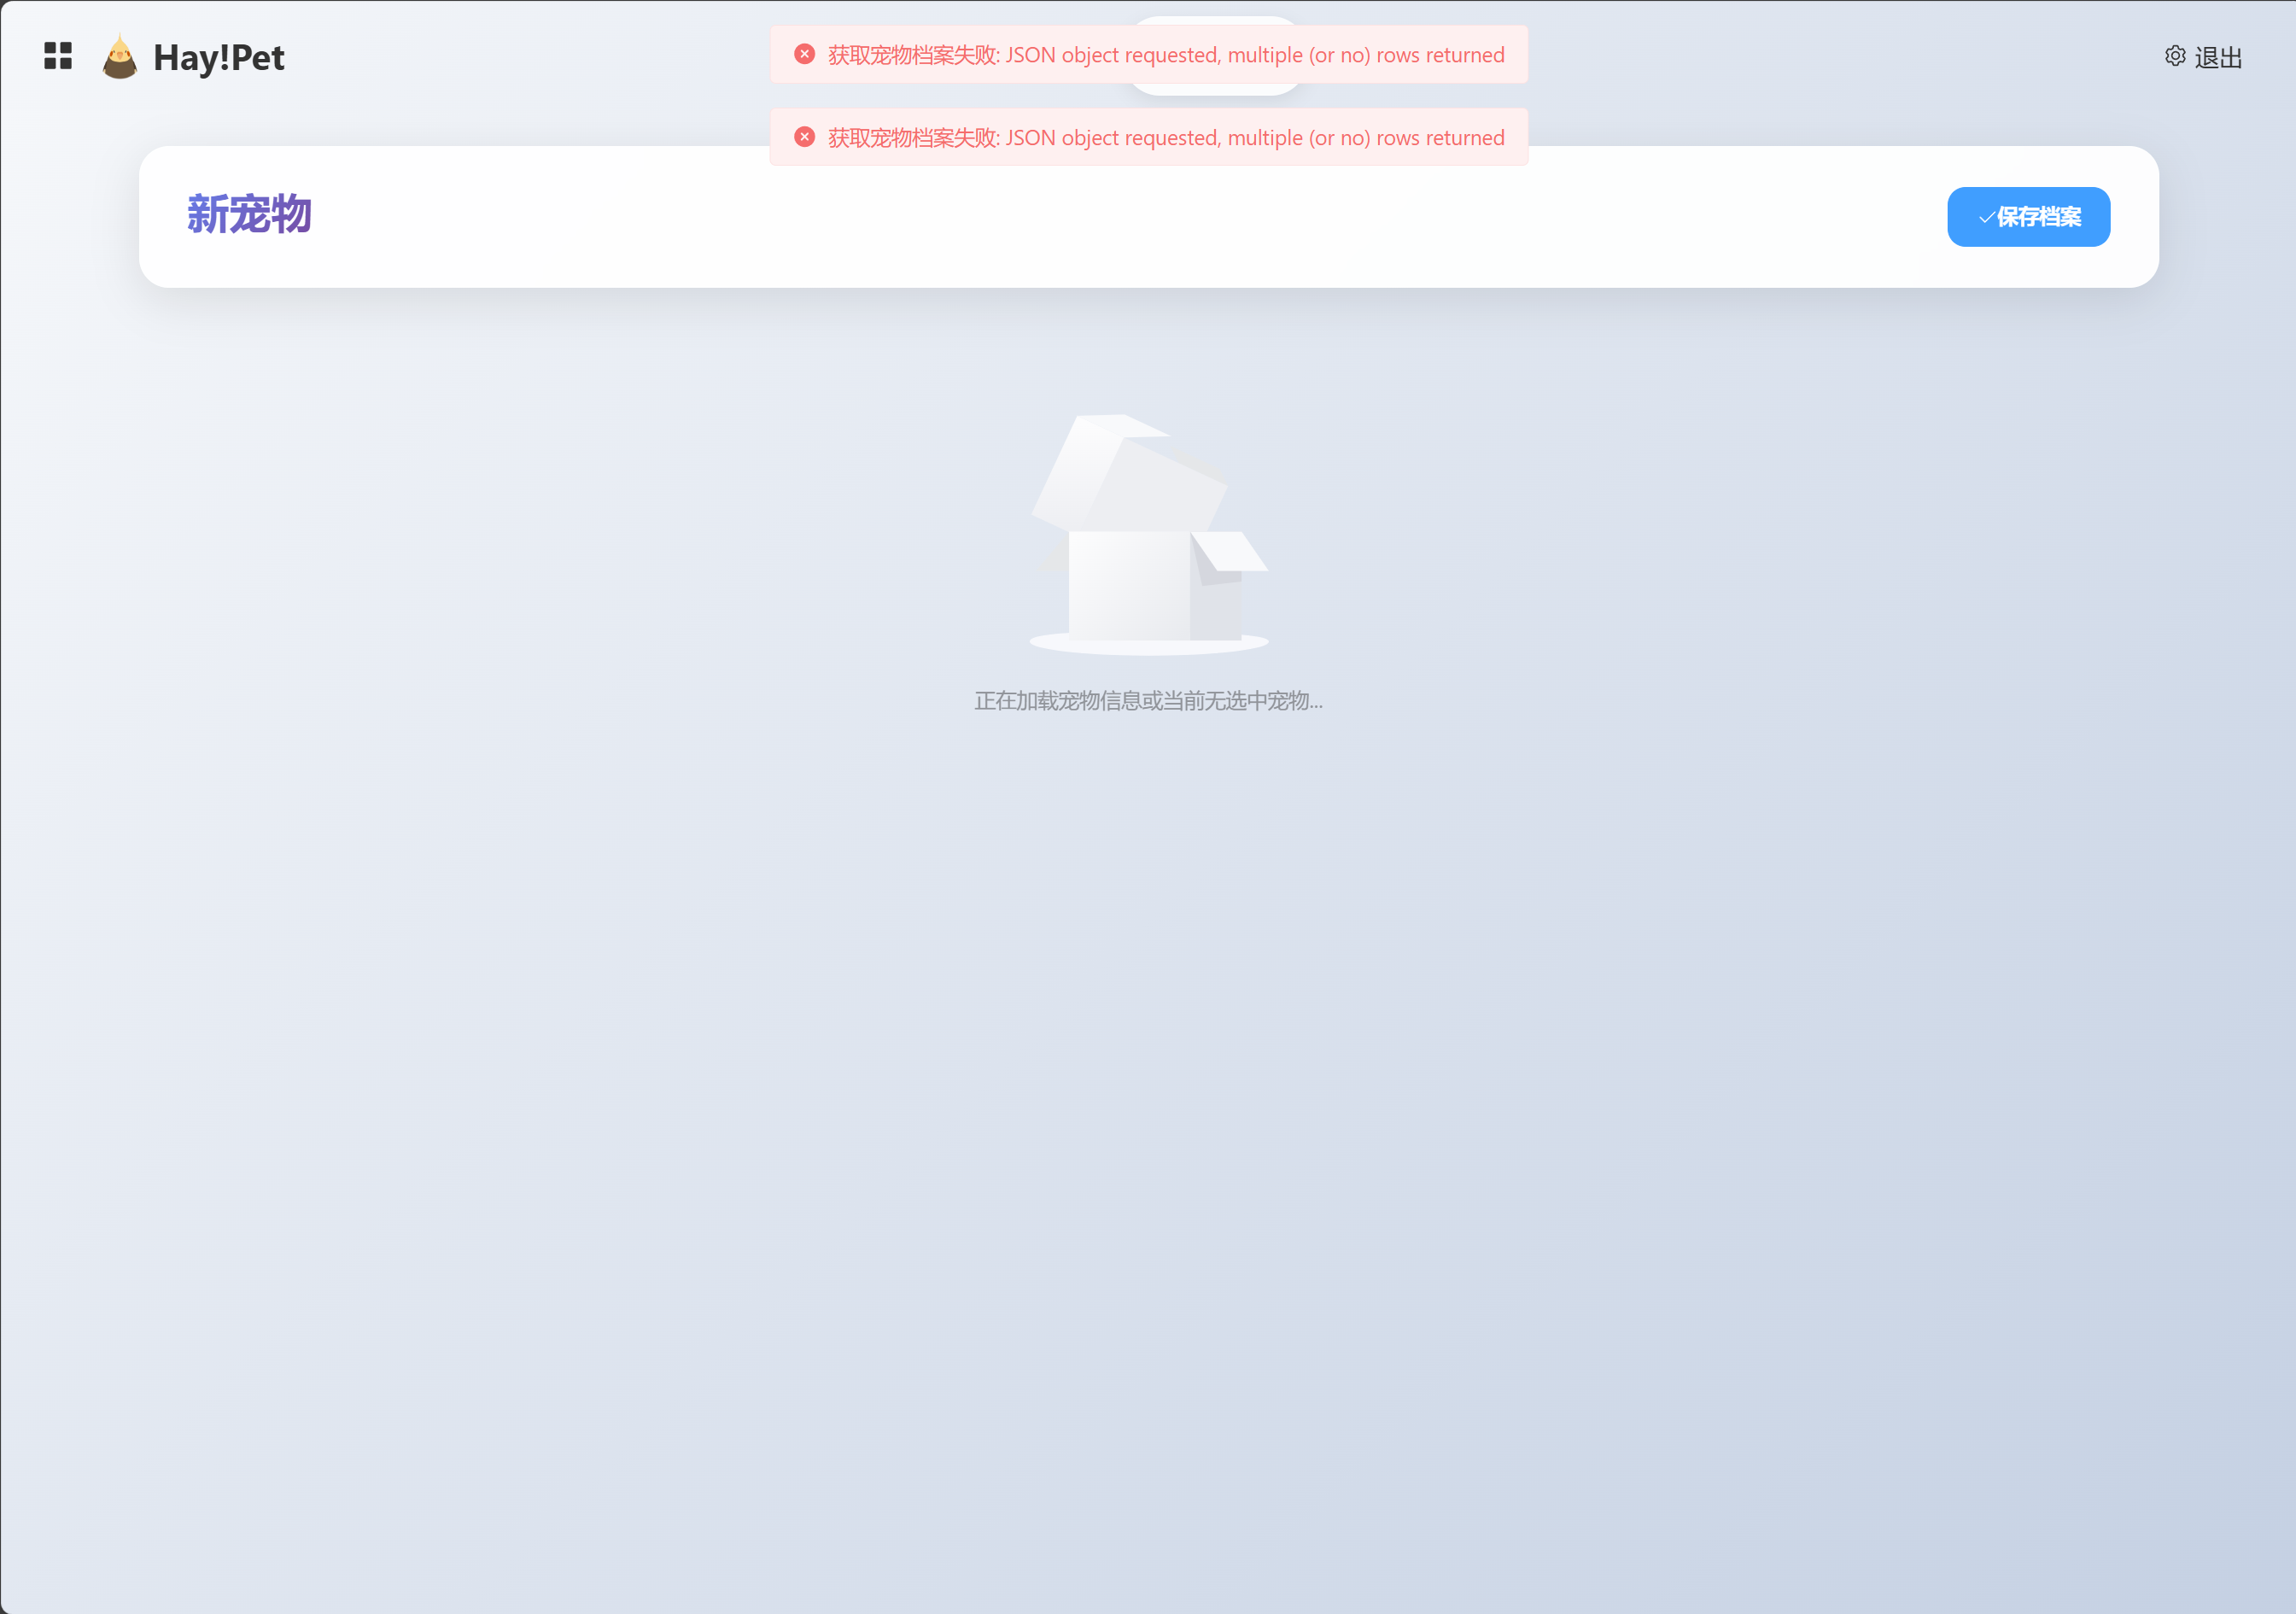 Hay!Pet
获取宠物档案失败: JSON object requested, multiple (or no) rows returned
退出
获取宠物档案失败: JSON object requested, multiple (or no) rows returned
新宠物
保存档案
正在加载宠物信息或当前无选中宠物...